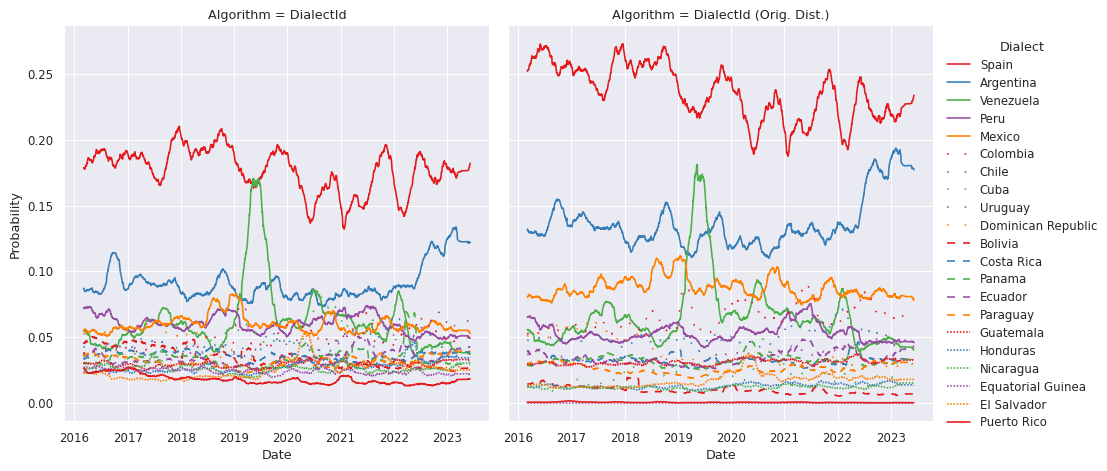 Algorithm = DialectId
Algorithm = DialectId (Orig. Dist.)
Probability
0.25
0.20
0.15
0.10
0.05
0.00
2016 2017 2018 2019 2020 2021 2022 2023
Date
2016 2017 2018 2019 2020 2021 2022 2023
Date
Dialect
Spain
Argentina
Venezuela
Peru
Mexico
Colombia
Chile
Cuba
Uruguay
Dominican Republic
Bolivia
Costa Rica
Panama
Ecuador
Paraguay
Guatemala
Honduras
Nicaragua
Equatorial Guinea
El Salvador
Puerto Rico